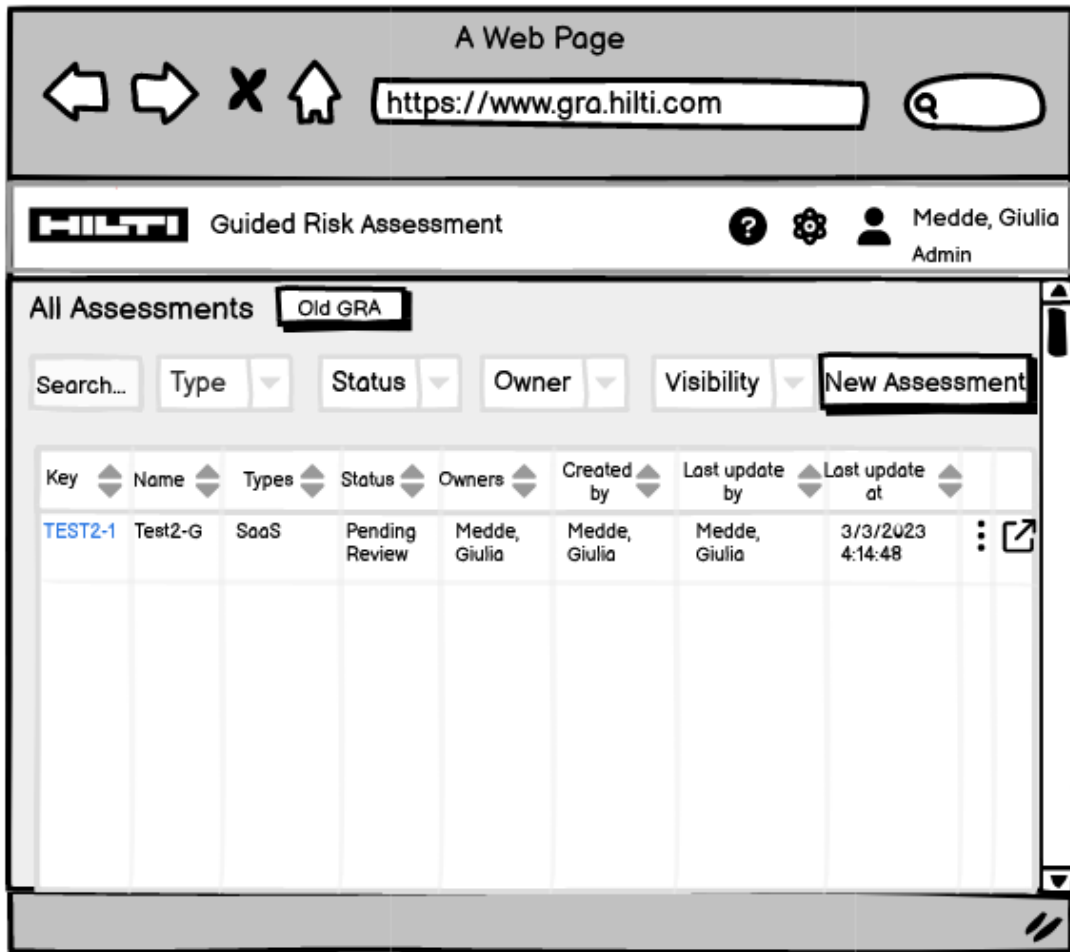 A Web Page
https://www.gra.hilti.com
HILTI Guided Risk Assessment ? Medde, Giulia
Admin
All Assessments Old GRA
Search... Type Status Owner Visibility New Assessment
Key Name Types Status Owners Created by Last update by Last update at
TEST2-1 Test2-G SaaS Pending Review Medde, Giulia Medde, Giulia Medde, Giulia 3/3/2023 4:14:48